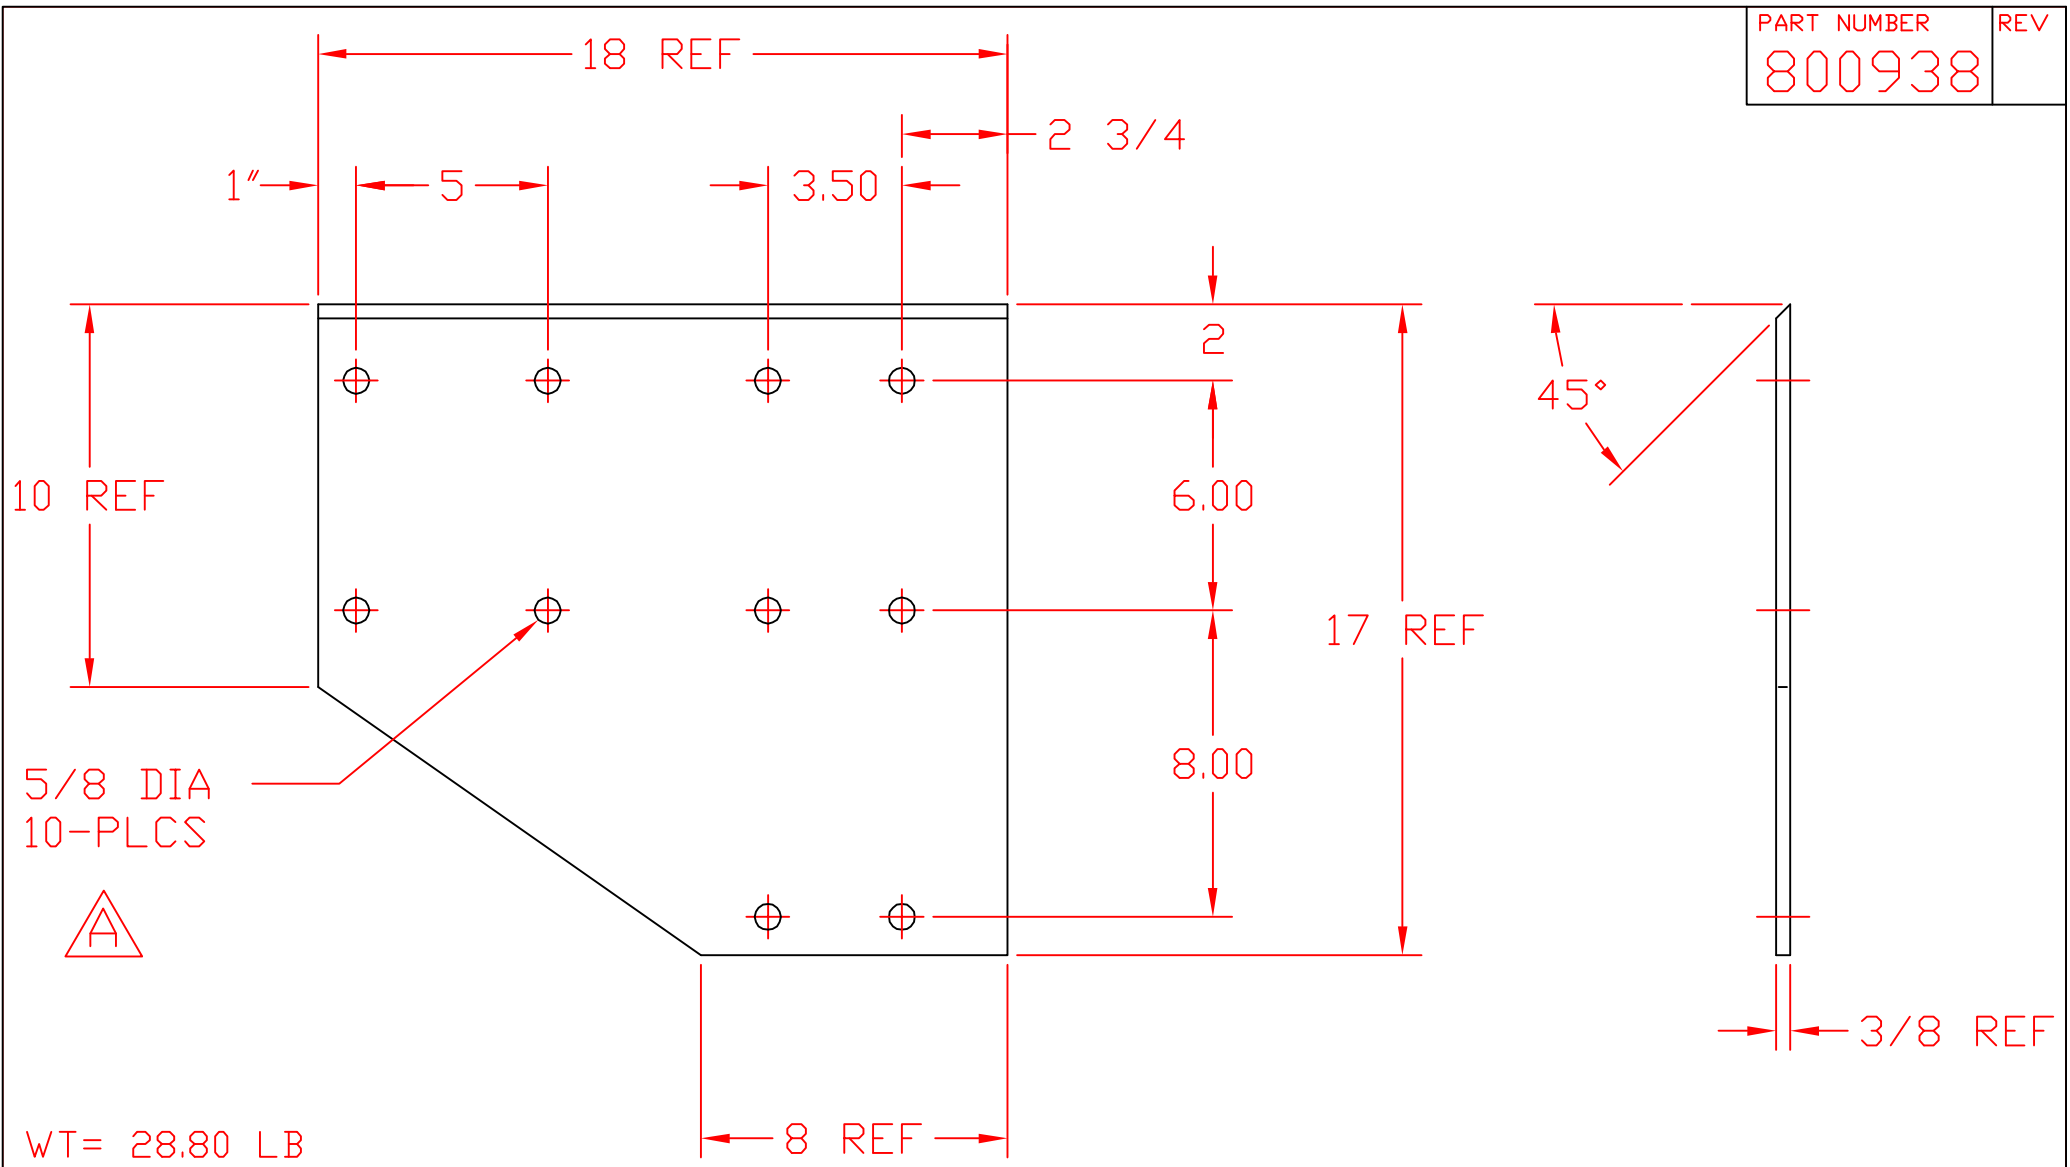 PART NUMBER REV
800938
18 REF
2 3/4
1" 5 3.50
2
45°
10 REF
6.00
17 REF
8.00
5/8 DIA
10-PLCS
A
3/8 REF
8 REF
WT= 28.80 LB